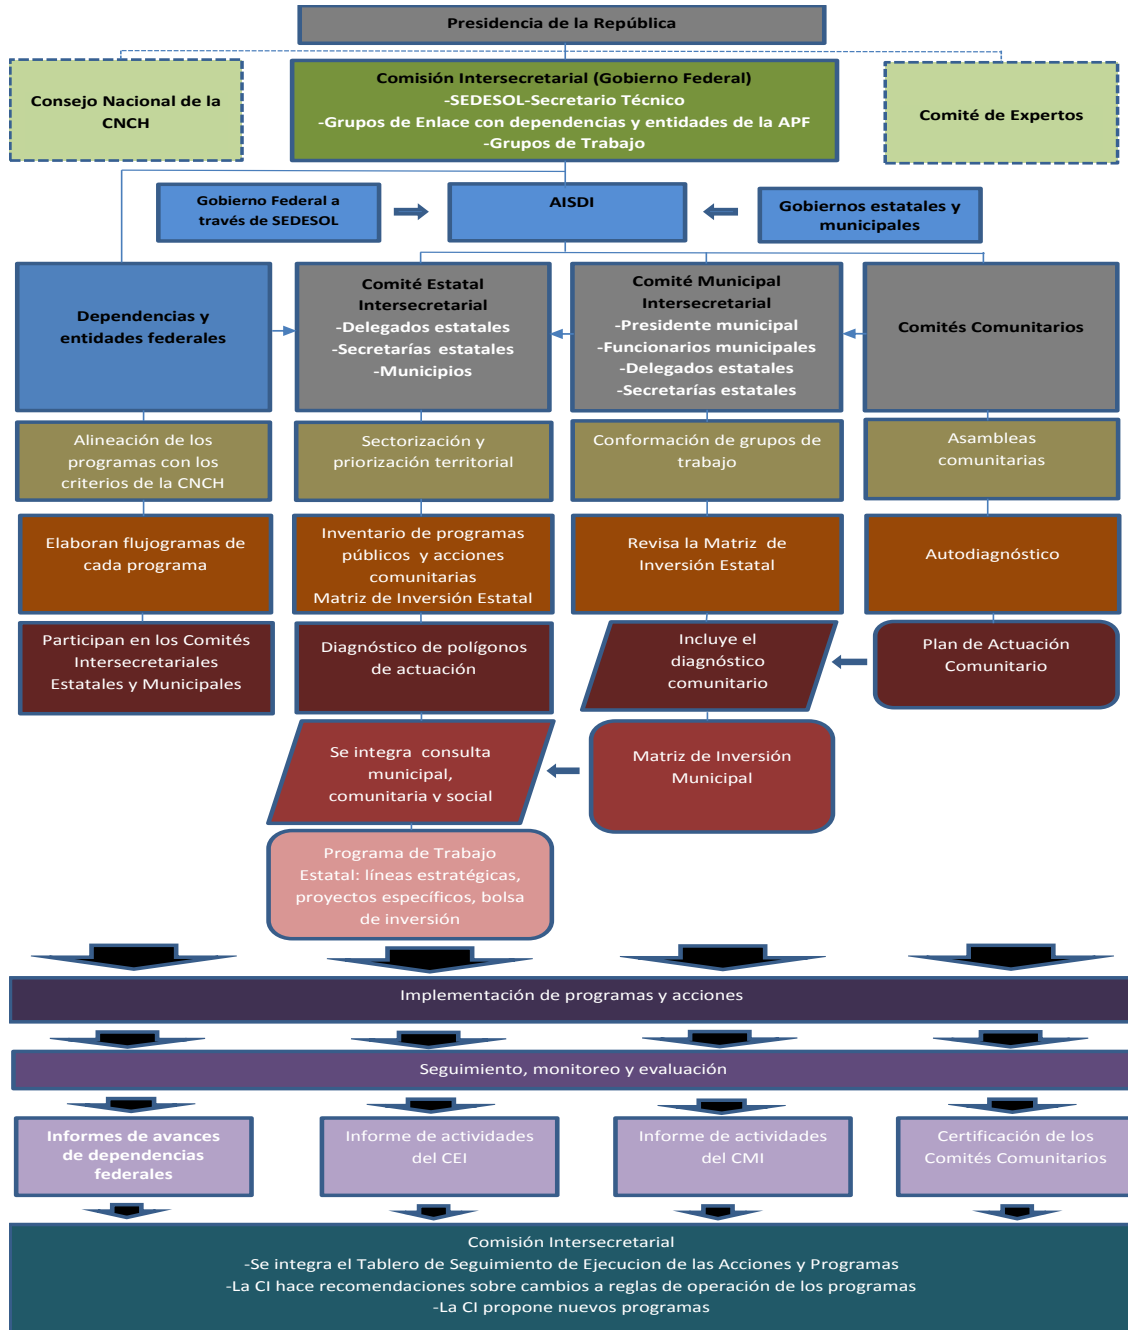 Presidencia de la República
Consejo Nacional de la
CNCH
Comisión Intersecretarial (Gobierno Federal)
-SEDESOL-Secretario Técnico
-Grupos de Enlace con dependencias y entidades de la APF
-Grupos de Trabajo
Comité de Expertos
Gobierno Federal a
través de SEDESOL
AISDI
Gobiernos estatales y
municipales
Dependencias y
entidades federales
Comité Estatal
Intersecretarial
-Delegados estatales
-Secretarías estatales
-Municipios
Comité Municipal
Intersecretarial
-Presidente municipal
-Funcionarios municipales
-Delegados estatales
-Secretarías estatales
Comités Comunitarios
Alineación de los
programas con los
criterios de la CNCH
Sectorización y
priorización territorial
Conformación de grupos de
trabajo
Asambleas
comunitarias
Elaboran flujogramas de
cada programa
Inventario de programas
públicos y acciones
comunitarias
Matriz de Inversión Estatal
Revisa la Matriz de
Inversión Estatal
Autodiagnóstico
Participan en los Comités
Intersecretariales
Estatales y Municipales
Diagnóstico de polígonos
de actuación
Incluye el
diagnóstico
comunitario
Plan de Actuación
Comunitario
Se integra consulta
municipal,
comunitaria y social
Matriz de Inversión
Municipal
Programa de Trabajo
Estatal: líneas estratégicas,
proyectos específicos, bolsa
de inversión
Implementación de programas y acciones
Seguimiento, monitoreo y evaluación
Informes de avances
de dependencias
federales
Informe de actividades
del CEI
Informe de actividades
del CMI
Certificación de los
Comités Comunitarios
Comisión Intersecretarial
-Se integra el Tablero de Seguimiento de Ejecucion de las Acciones y Programas
-La CI hace recomendaciones sobre cambios a reglas de operación de los programas
-La CI propone nuevos programas